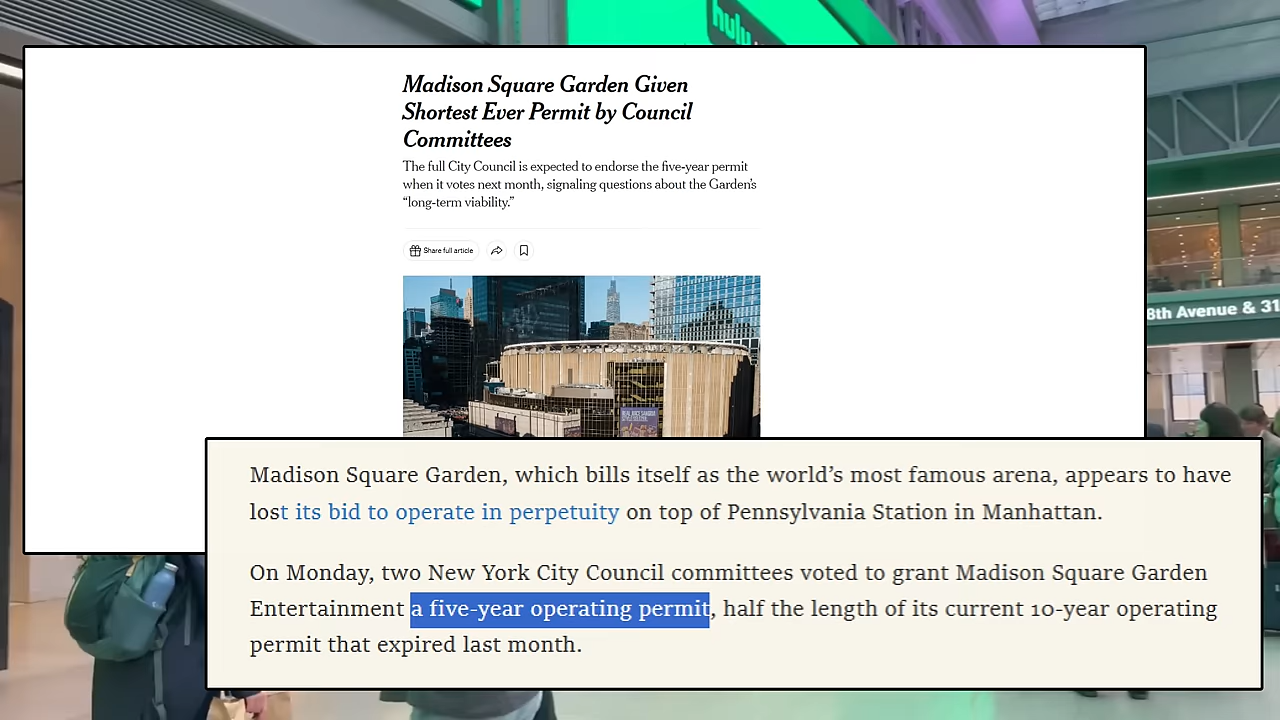 hulu
Madison Square Garden Given
Shortest Ever Permit by Council
Committees
The full City Council is expected to endorse the five-year permit
when it votes next month, signaling questions about the Garden's
“long-term viability.”
Share full article
8th Avenue & 31
Madison Square Garden, which bills itself as the world’s most famous arena, appears to have
lost its bid to operate in perpetuity on top of Pennsylvania Station in Manhattan.
On Monday, two New York City Council committees voted to grant Madison Square Garden
Entertainment a five-year operating permit, half the length of its current 10-year operating
permit that expired last month.